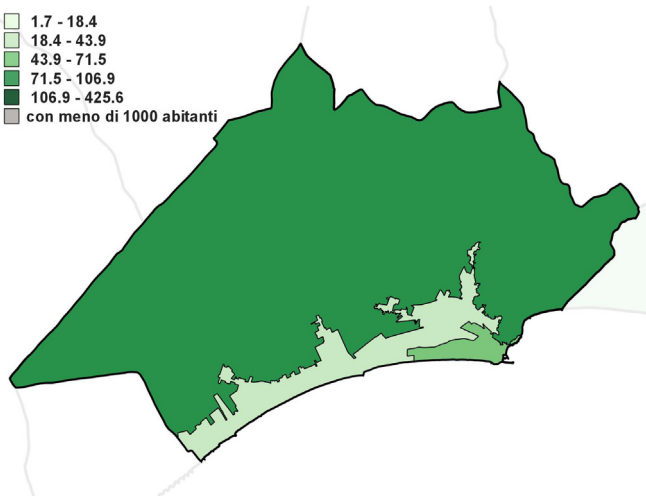 1.7 - 18.4
18.4 - 43.9
43.9 - 71.5
71.5 - 106.9
106.9 - 425.6
con meno di 1000 abitanti